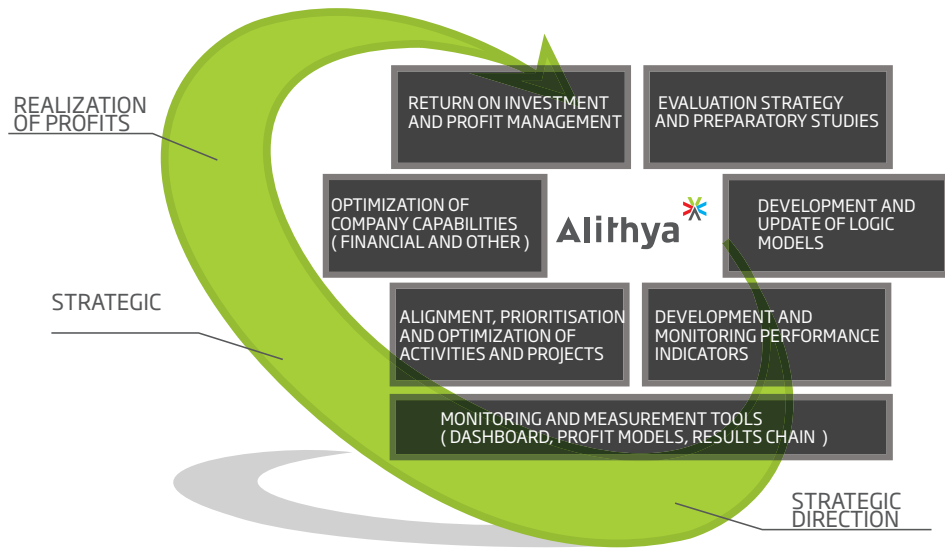 REALIZATION
OF PROFITS
RETURN ON INVESTMENT
AND PROFIT MANAGEMENT
EVALUATION STRATEGY
AND PREPARATORY STUDIES
OPTIMIZATION OF
COMPANY CAPABILITIES
( FINANCIAL AND OTHER )
Alithya
DEVELOPMENT AND
UPDATE OF LOGIC
MODELS
STRATEGIC
ALIGNMENT, PRIORITISATION
AND OPTIMIZATION OF
ACTIVITIES AND PROJECTS
DEVELOPMENT AND
MONITORING PERFORMANCE
INDICATORS
MONITORING AND MEASUREMENT TOOLS
( DASHBOARD, PROFIT MODELS, RESULTS CHAIN )
STRATEGIC
DIRECTION